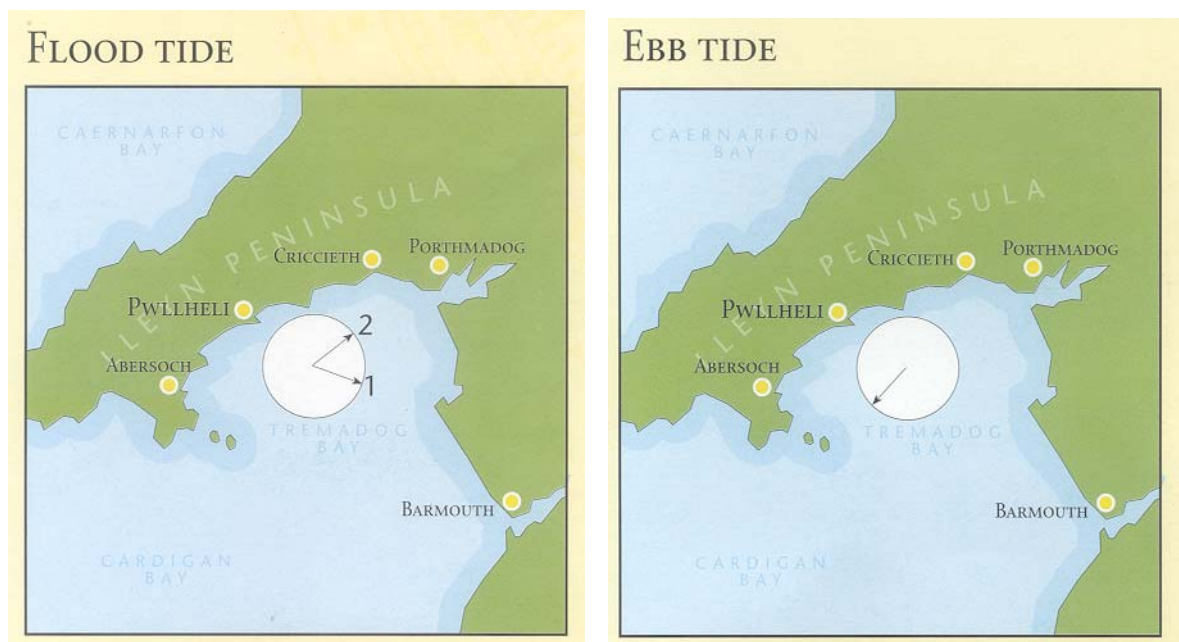 FLOOD TIDE
CAERNARFON
BAY
LLEYN PENINSULA
CRICCIETH
PORTHMADOG
PWLLHELI
2
ABERSOCH
1
TREMADOG
BAY
BARMOUTH
CARDIGAN
BAY
EBB TIDE
CAERNARFON
BAY
LLEYN PENINSULA
CRICCIETH
PORTHMADOG
PWLLHELI
ABERSOCH
TREMADOG
BAY
BARMOUTH
CARDIGAN
BAY